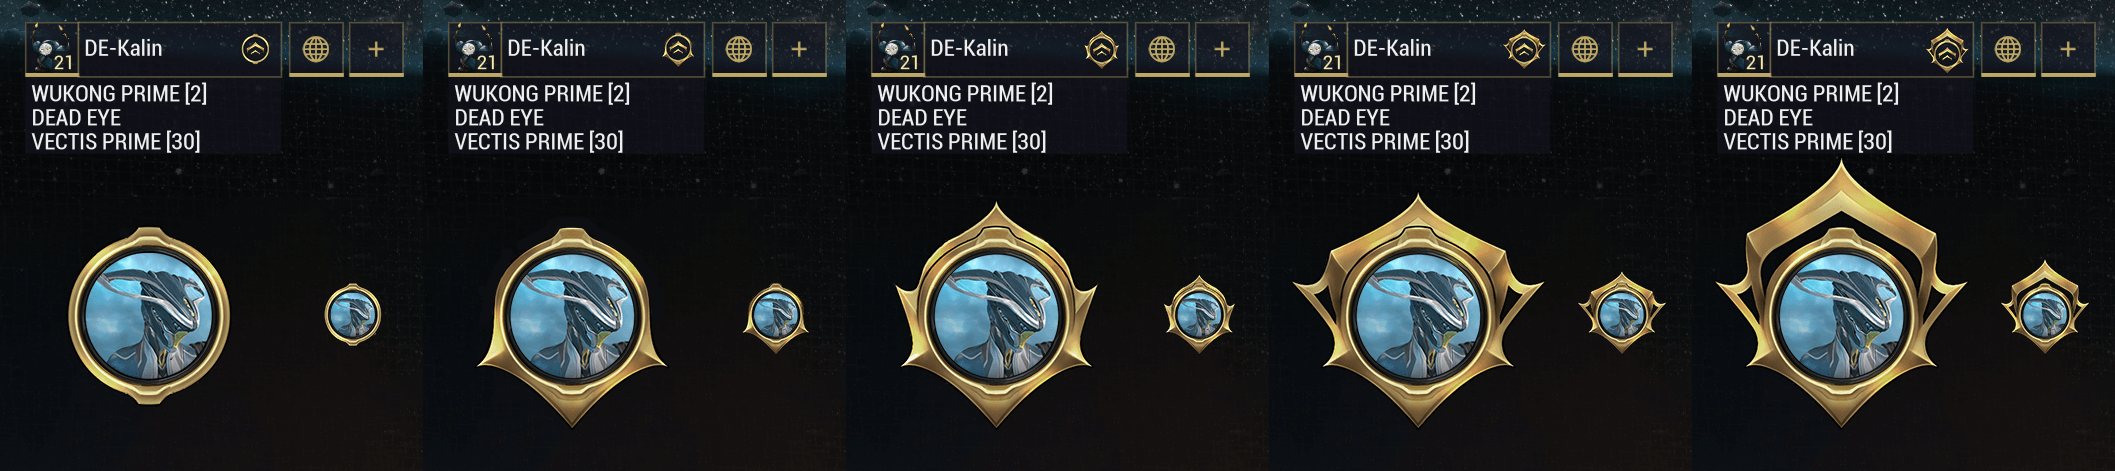 DE-Kalin
21
WUKONG PRIME [2]
DEAD EYE
VECTIS PRIME [30]
DE-Kalin
21
WUKONG PRIME [2]
DEAD EYE
VECTIS PRIME [30]
DE-Kalin
21
WUKONG PRIME [2]
DEAD EYE
VECTIS PRIME [30]
DE-Kalin
21
WUKONG PRIME [2]
DEAD EYE
VECTIS PRIME [30]
DE-Kalin
21
WUKONG PRIME [2]
DEAD EYE
VECTIS PRIME [30]